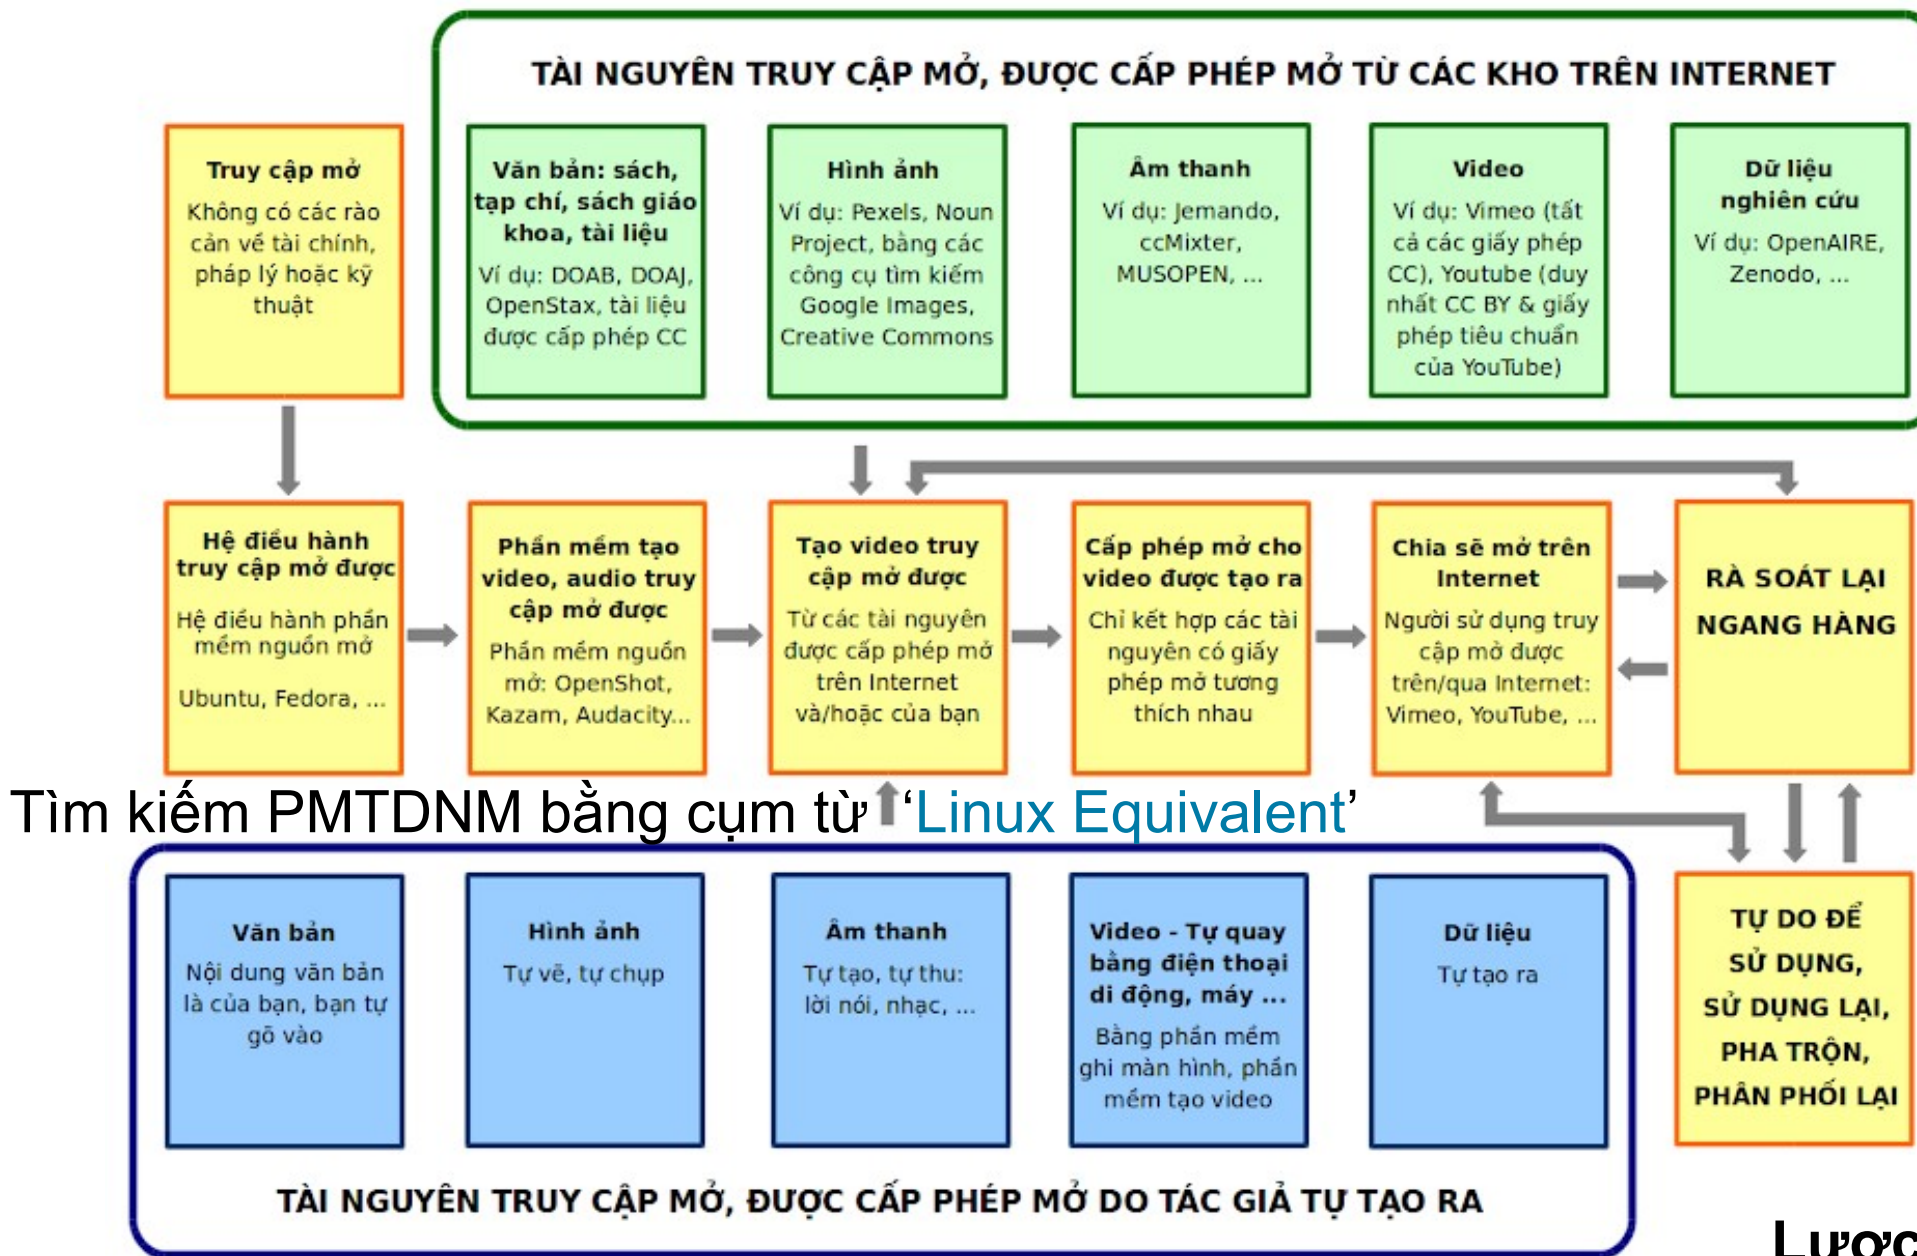 TÀI NGUYÊN TRUY CẬP MỞ, ĐƯỢC CẤP PHÉP MỞ TỪ CÁC KHO TRÊN INTERNET
Truy cập mở
Không có các rào
cản về tài chính,
pháp lý hoặc kỹ
thuật
Văn bản: sách,
tạp chí, sách giáo
khoa, tài liệu
Ví dụ: DOAB, DOAJ,
OpenStax, tài liệu
được cấp phép CC
Hình ảnh
Ví dụ: Pexels, Noun
Project, bằng các
công cụ tìm kiếm
Google Images,
Creative Commons
Âm thanh
Ví dụ: Jemando,
ccMixter,
MUSOPEN, ...
Video
Ví dụ: Vimeo (tất
cả các giấy phép
CC), Youtube (duy
nhất CC BY & giấy
phép tiêu chuẩn
của YouTube)
Dữ liệu
nghiên cứu
Ví dụ: OpenAIRE,
Zenodo, ...
Hệ điều hành
truy cập mở được
Hệ điều hành phần
mềm nguồn mở
Ubuntu, Fedora, ...
Phần mềm tạo
video, audio truy
cập mở được
Phần mềm nguồn
mở: OpenShot,
Kazam, Audacity...
Tạo video truy
cập mở được
Từ các tài nguyên
được cấp phép mở
trên Internet
và/hoặc của bạn
Cấp phép mở cho
video được tạo ra
Chỉ kết hợp các tài
nguyên có giấy
phép mở tương
thích nhau
Chia sẽ mở trên
Internet
Người sử dụng truy
cập mở được
trên/qua Internet:
Vimeo, YouTube, ...
RÀ SOÁT LẠI
NGANG HÀNG
Tìm kiếm PMTDNM bằng cụm từ ‘Linux Equivalent’
Văn bản
Nội dung văn bản
là của bạn, bạn tự
gõ vào
Hình ảnh
Tự vẽ, tự chụp
Âm thanh
Tự tạo, tự thu:
lời nói, nhạc, ...
Video - Tự quay
bằng điện thoại
di động, máy ...
Bằng phần mềm
ghi màn hình, phần
mềm tạo video
Dữ liệu
Tự tạo ra
TỰ DO ĐỂ
SỬ DỤNG,
SỬ DỤNG LẠI,
PHA TRỘN,
PHÂN PHỐI LẠI
TÀI NGUYÊN TRUY CẬP MỞ, ĐƯỢC CẤP PHÉP MỞ DO TÁC GIẢ TỰ TẠO RA